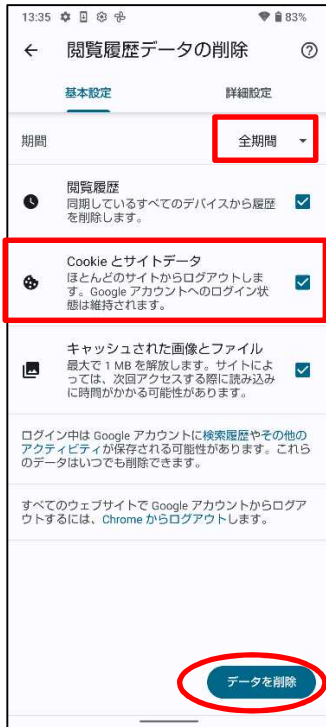 13:35 83%
閲覧履歴データの削除
基本設定 詳細設定
期間 全期間
閲覧履歴
同期しているすべてのデバイスから履歴
を削除します。
Cookie とサイトデータ
ほとんどのサイトからログアウトしま
す。Google アカウントへのログイン状
態は維持されます。
キャッシュされた画像とファイル
最大で 1 MB を解放します。サイトによ
っては、次回アクセスする際に読み込み
に時間がかかる可能性があります。
ログイン中は Google アカウントに検索履歴やその他の
アクティビティが保存される可能性があります。これら
のデータはいつでも削除できます。
すべてのウェブサイトで Google アカウントからログア
ウトするには、Chrome からログアウトします。
データを削除